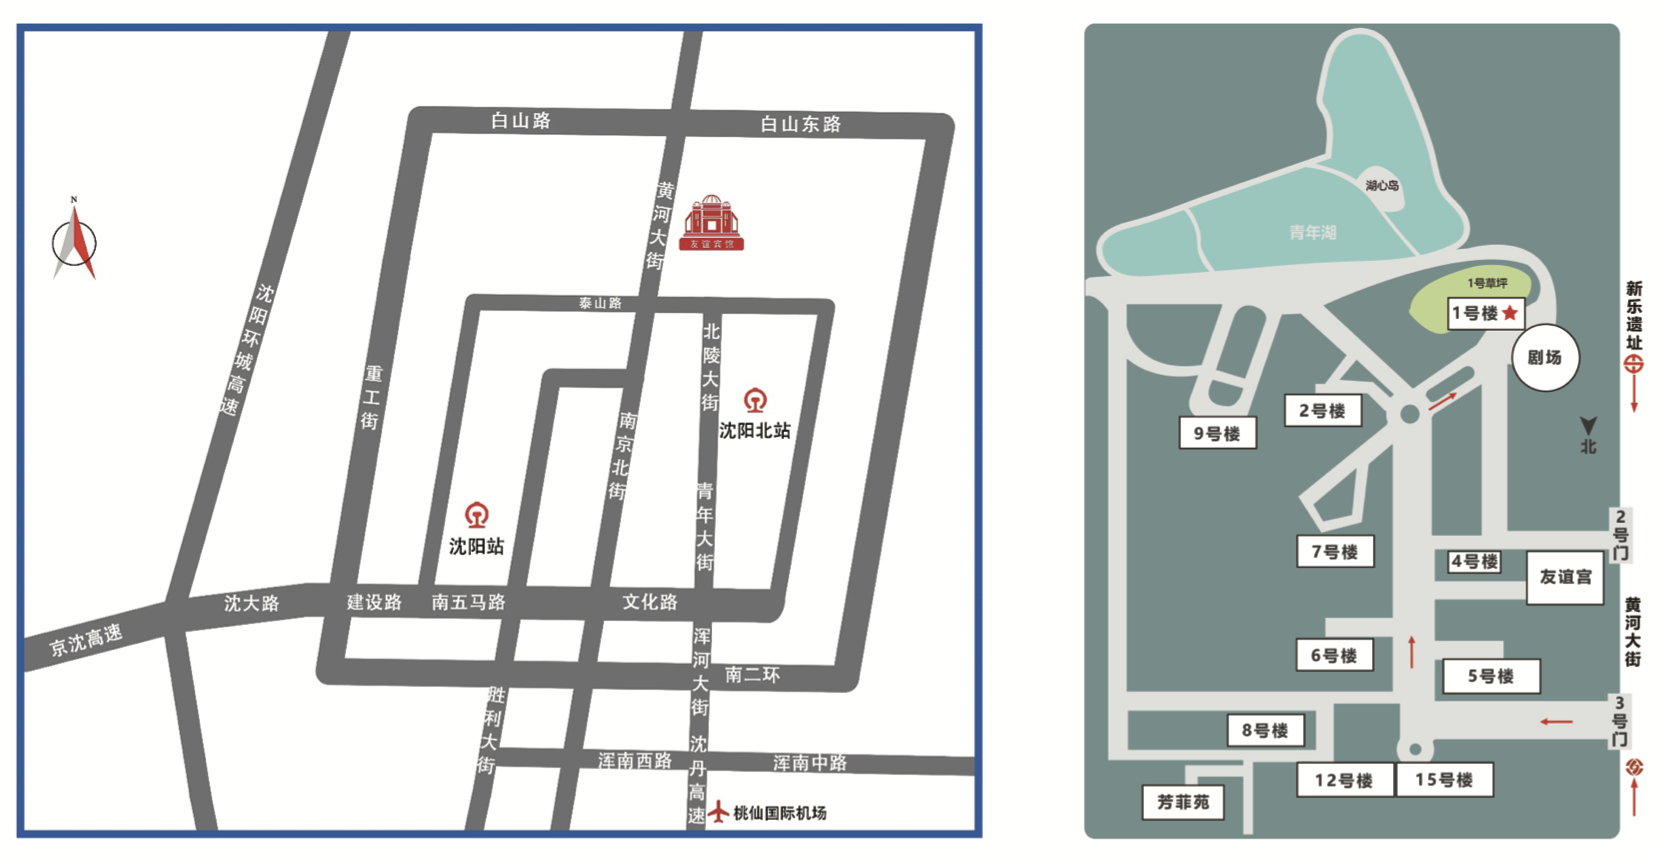 白山路
白山东路
黄河大街
友谊宾馆
N
沈阳环城高速
泰山路
北陵大街
重工街
沈阳北站
南京北街
青年大街
沈阳站
沈大路
建设路
南五马路
文化路
京沈高速
浑河大街
南二环
胜利大街
沈丹高速
浑南西路
浑南中路
桃仙国际机场
湖心岛
青年湖
1号草坪
1号楼
剧场
新乐遗址
2号楼
9号楼
北
7号楼
2号门
4号楼
友谊宫
黄河大街
6号楼
5号楼
3号门
8号楼
12号楼
15号楼
芳菲苑